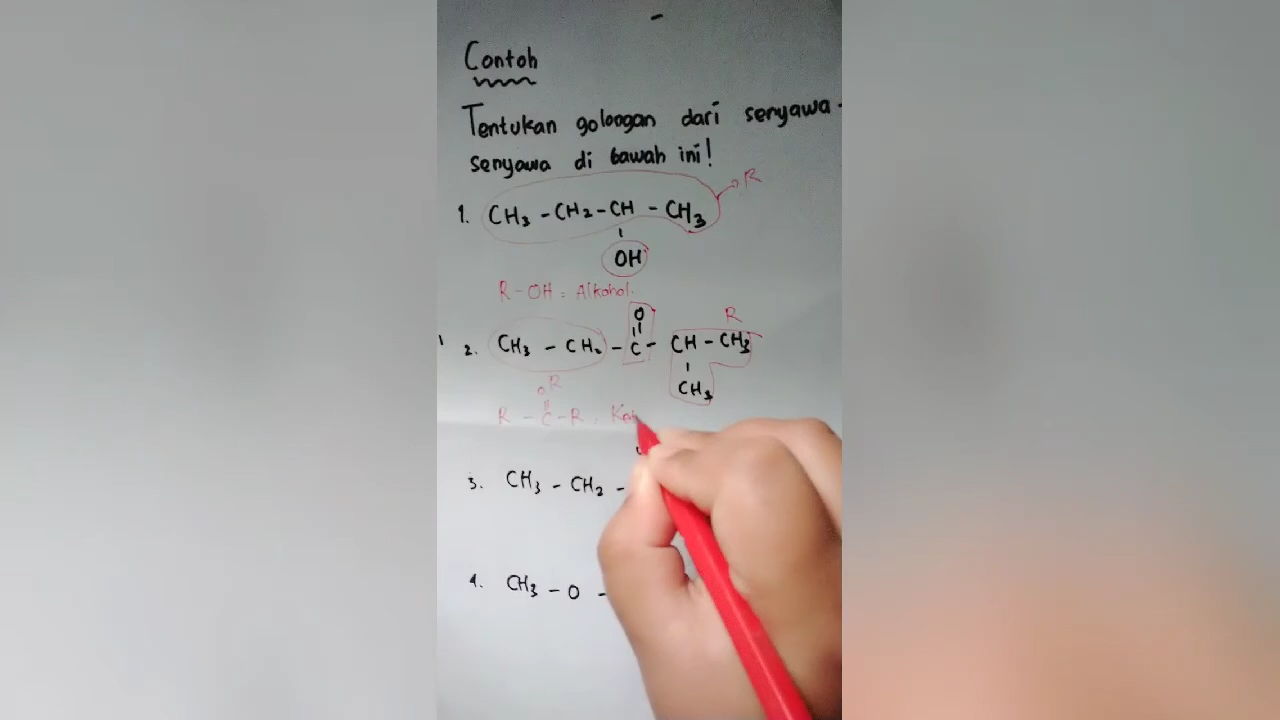 Contoh
Tentukan golongan dari senyawa-
senyawa di bawah ini!
R
1. CH₃ - CH₂ - CH - CH₃
OH
R-OH = Alkohol.
O R
2. CH₃ - CH₂ - C - CH - CH₃
CH₃
R
O
R - C - R : Ket
3. CH₃ - CH₂ -
4. CH₃ - O -